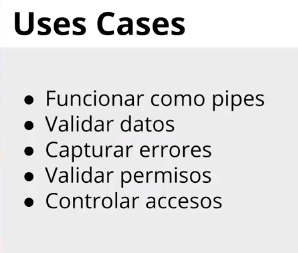 Uses Cases
● Funcionar como pipes
● Validar datos
● Capturar errores
● Validar permisos
● Controlar accesos